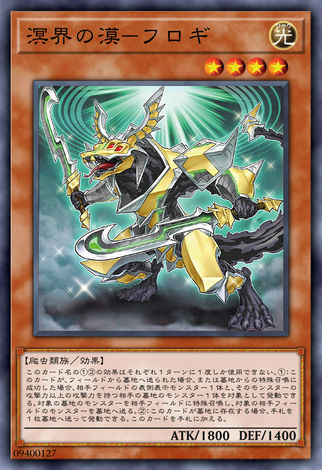 溟界の漠－フロギ
光
【爬虫類族／効果】
このカード名の①②の効果はそれぞれ１ターンに１度しか使用できない。①：こ
のカードが、フィールドから墓地へ送られた場合、または墓地からの特殊召喚に
成功した場合、相手フィールドの表側表示モンスター１体と、そのモンスターの
攻撃力以上の攻撃力を持つ相手の墓地のモンスター１体を対象として発動でき
る。対象の墓地のモンスターを相手フィールドに特殊召喚し、対象の相手フィー
ルドのモンスターを墓地へ送る。②：このカードが墓地に存在する場合、手札を
１枚墓地へ送って発動できる。このカードを手札に加える。
ATK/1800 DEF/1400
09400127